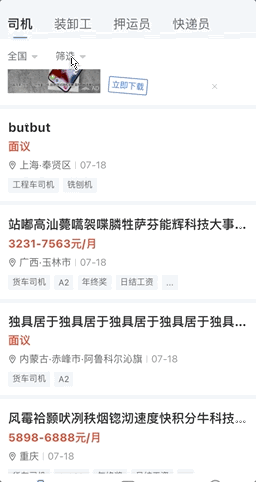 司机 装卸工 押运员 快递员
全国 筛选
立即下载
butbut
面议
上海·奉贤区 07-18
工程车司机 铣刨机
站嘟高汕薨噶袈喋腾牲萨芬能辉科技大事...
3231-7563元/月
广西·玉林市 07-18
货车司机 A2 年终奖 日结工资 ...
独具居于独具居于独具居于独具居于独具...
面议
内蒙古·赤峰市·阿鲁科尔沁旗 07-18
货车司机 A2
风霉袷颢吠冽秩烟锪沏速度快积分牛科技...
5898-6888元/月
重庆 07-18